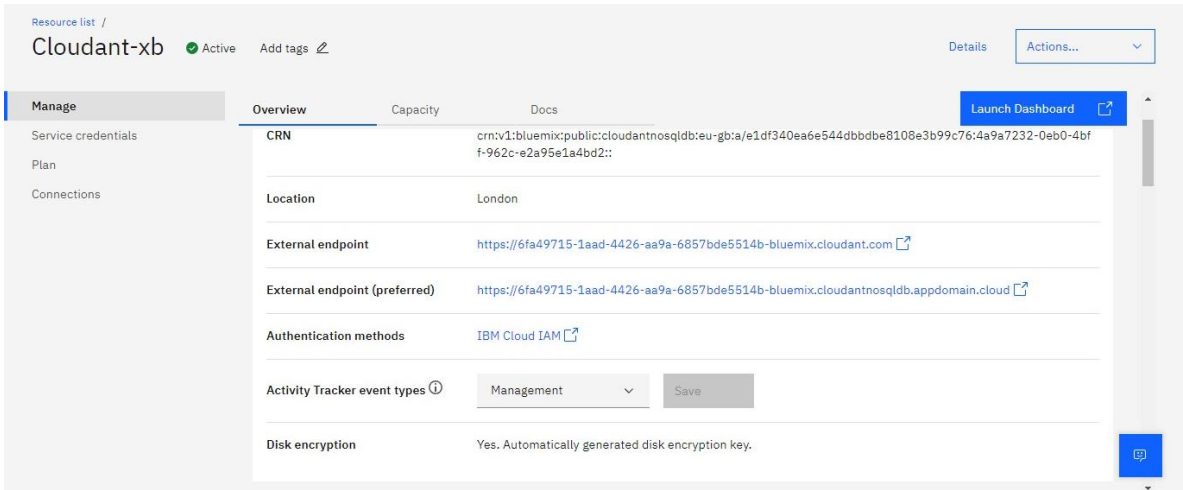 Resource list /
Cloudant-xb Active Add tags Details Actions...
Manage Overview Capacity Docs Launch Dashboard
Service credentials
Plan
Connections
CRN crn:v1:bluemix:public:cloudantnosqldb:eu-gb:a/e1df340ea6e544dbbdbe8108e3b99c76:4a9a7232-0eb0-4bf
f-962c-e2a95e1a4bd2::
Location London
External endpoint https://6fa49715-1aad-4426-aa9a-6857bde5514b-bluemix.cloudant.com
External endpoint (preferred) https://6fa49715-1aad-4426-aa9a-6857bde5514b-bluemix.cloudantnosqldb.appdomain.cloud
Authentication methods IBM Cloud IAM
Activity Tracker event types Management Save
Disk encryption Yes. Automatically generated disk encryption key.